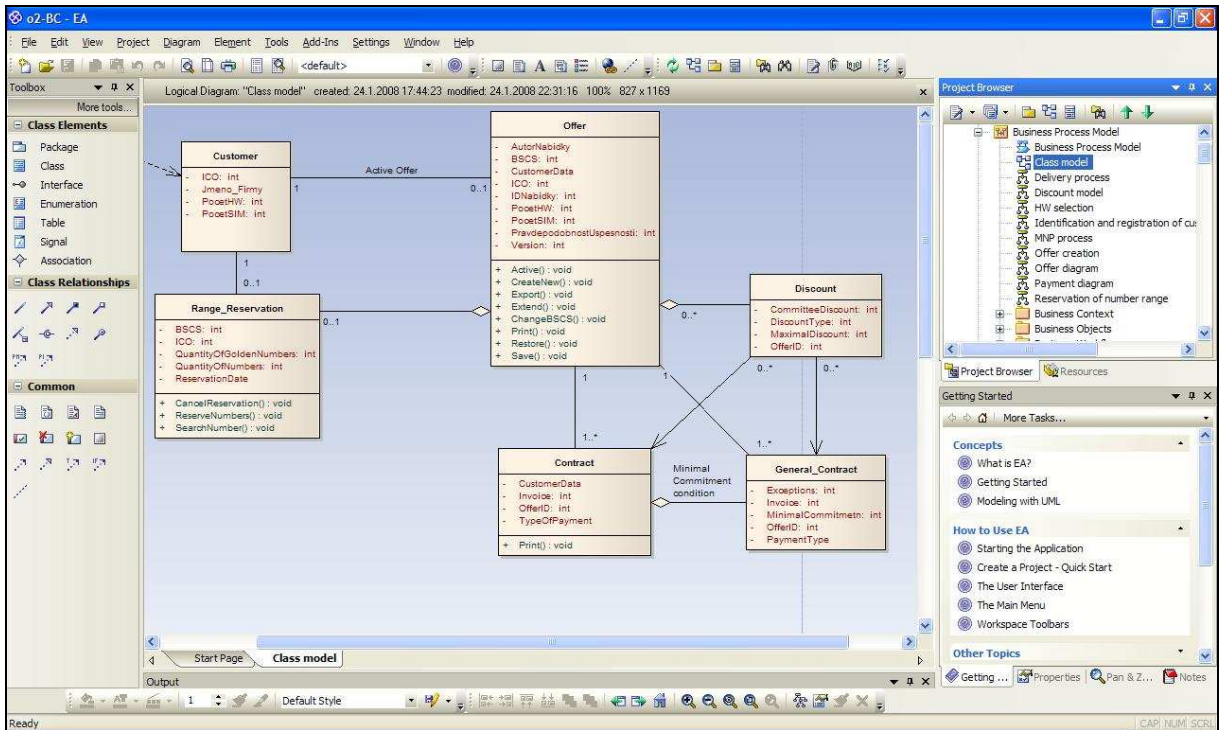 o2-BC - EA
File Edit View Project Diagram Element Tools Add-Ins Settings Window Help
<default>
Toolbox
More tools...
Class Elements
Package
Class
Interface
Enumeration
Table
Signal
Association
Class Relationships
Common
Logical Diagram: "Class model" created: 24.1.2008 17:44:23 modified: 24.1.2008 22:31:16 100% 827 x 1169
Customer
- ICO: int
- Jmeno_Firmy
- PocetHW: int
- PocetSIM: int
Active Offer
1
0..1
Offer
- AutorNabidky
- BSCS: int
- CustomerData
- ICO: int
- IDNabidky: int
- PocetHW: int
- PocetSIM: int
- PravdepodobnostUspesnosti: int
- Version: int
+ Active() : void
+ CreateNew() : void
+ Export() : void
+ Extend() : void
+ ChangeBSCS() : void
+ Print() : void
+ Restore() : void
+ Save() : void
1
0..1
Range_Reservation
- BSCS: int
- ICO: int
- QuantityOfGoldenNumbers: int
- QuantityOfNumbers: int
- ReservationDate
+ CancelReservation() : void
+ ReserveNumbers() : void
+ SearchNumber() : void
0..1
Discount
- CommitteeDiscount: int
- DiscountType: int
- MaximalDiscount: int
- OfferID: int
0..*
0..*
0..*
1
1
1..*
1..*
Contract
- CustomerData
- Invoice: int
- OfferID: int
- TypeOfPayment
+ Print() : void
Minimal
Commitment
condition
General_Contract
- Exceptions: int
- Invoice: int
- MinimalCommitmetn: int
- OfferID: int
- PaymentType
Start Page Class model
Output
1 Default Style
Ready
Project Browser
Business Process Model
Business Process Model
Class model
Delivery process
Discount model
HW selection
Identification and registration of cu
MNP process
Offer creation
Offer diagram
Payment diagram
Reservation of number range
Business Context
Business Objects
Project Browser Resources
Getting Started
More Tasks...
Concepts
What is EA?
Getting Started
Modeling with UML
How to Use EA
Starting the Application
Create a Project - Quick Start
The User Interface
The Main Menu
Workspace Toolbars
Other Topics
Getting ... Properties Pan & Z... Notes
CAP NUM SCRL